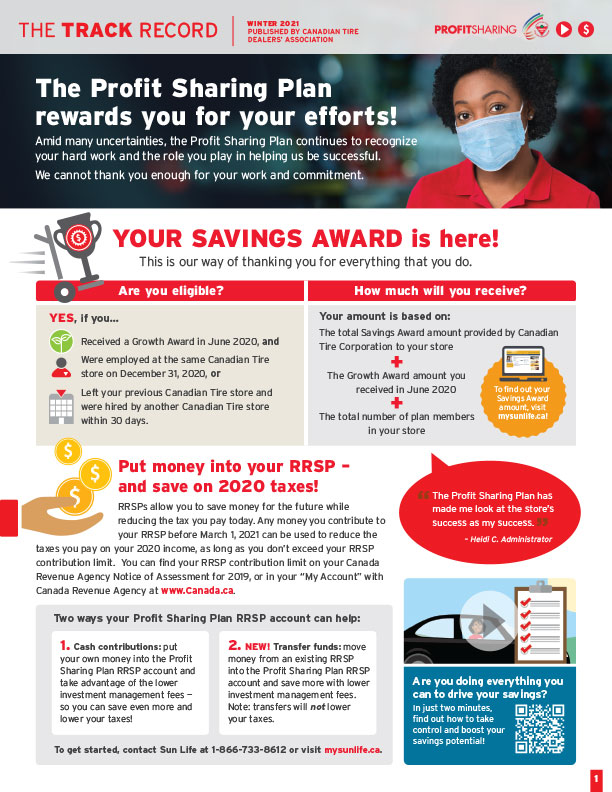 THE TRACK RECORD
WINTER 2021
PUBLISHED BY CANADIAN TIRE
DEALERS' ASSOCIATION
PROFITSHARING
$
The Profit Sharing Plan
rewards you for your efforts!
Amid many uncertainties, the Profit Sharing Plan continues to recognize
your hard work and the role you play in helping us be successful.
We cannot thank you enough for your work and commitment.
$
YOUR SAVINGS AWARD is here!
This is our way of thanking you for everything that you do.
Are you eligible?
YES, if you...
Received a Growth Award in June 2020, and
Were employed at the same Canadian Tire
store on December 31, 2020, or
Left your previous Canadian Tire store and
were hired by another Canadian Tire store
within 30 days.
How much will you receive?
Your amount is based on:
The total Savings Award amount provided by Canadian
Tire Corporation to your store
+
The Growth Award amount you
received in June 2020
+
The total number of plan members
in your store
To find out your
Savings Award
amount, visit
mysunlife.ca!
$
$
$
Put money into your RRSP –
and save on 2020 taxes!
RRSPs allow you to save money for the future while
reducing the tax you pay today. Any money you contribute to
your RRSP before March 1, 2021 can be used to reduce the
taxes you pay on your 2020 income, as long as you don't exceed your RRSP
contribution limit. You can find your RRSP contribution limit on your Canada
Revenue Agency Notice of Assessment for 2019, or in your "My Account" with
Canada Revenue Agency at www.Canada.ca.
Two ways your Profit Sharing Plan RRSP account can help:
1. Cash contributions: put
your own money into the Profit
Sharing Plan RRSP account and
take advantage of the lower
investment management fees –
so you can save even more and
lower your taxes!
2. NEW! Transfer funds: move
money from an existing RRSP
into the Profit Sharing Plan RRSP
account and save more with lower
investment management fees.
Note: transfers will not lower
your taxes.
To get started, contact Sun Life at 1-866-733-8612 or visit mysunlife.ca.
"The Profit Sharing Plan has
made me look at the store's
success as my success."
– Heidi C. Administrator
Are you doing everything you
can to drive your savings?
In just two minutes,
find out how to take
control and boost your
savings potential!
1